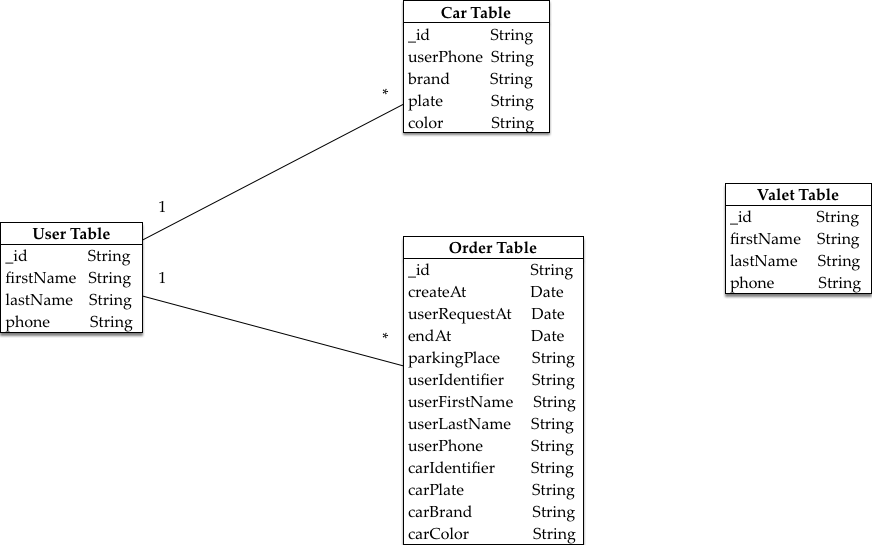 Car Table
_id String
userPhone String
brand String
plate String
color String
*
1
User Table
_id String
firstName String
lastName String
phone String
1
*
Order Table
_id String
createAt Date
userRequestAt Date
endAt Date
parkingPlace String
userIdentifier String
userFirstName String
userLastName String
userPhone String
carIdentifier String
carPlate String
carBrand String
carColor String
Valet Table
_id String
firstName String
lastName String
phone String